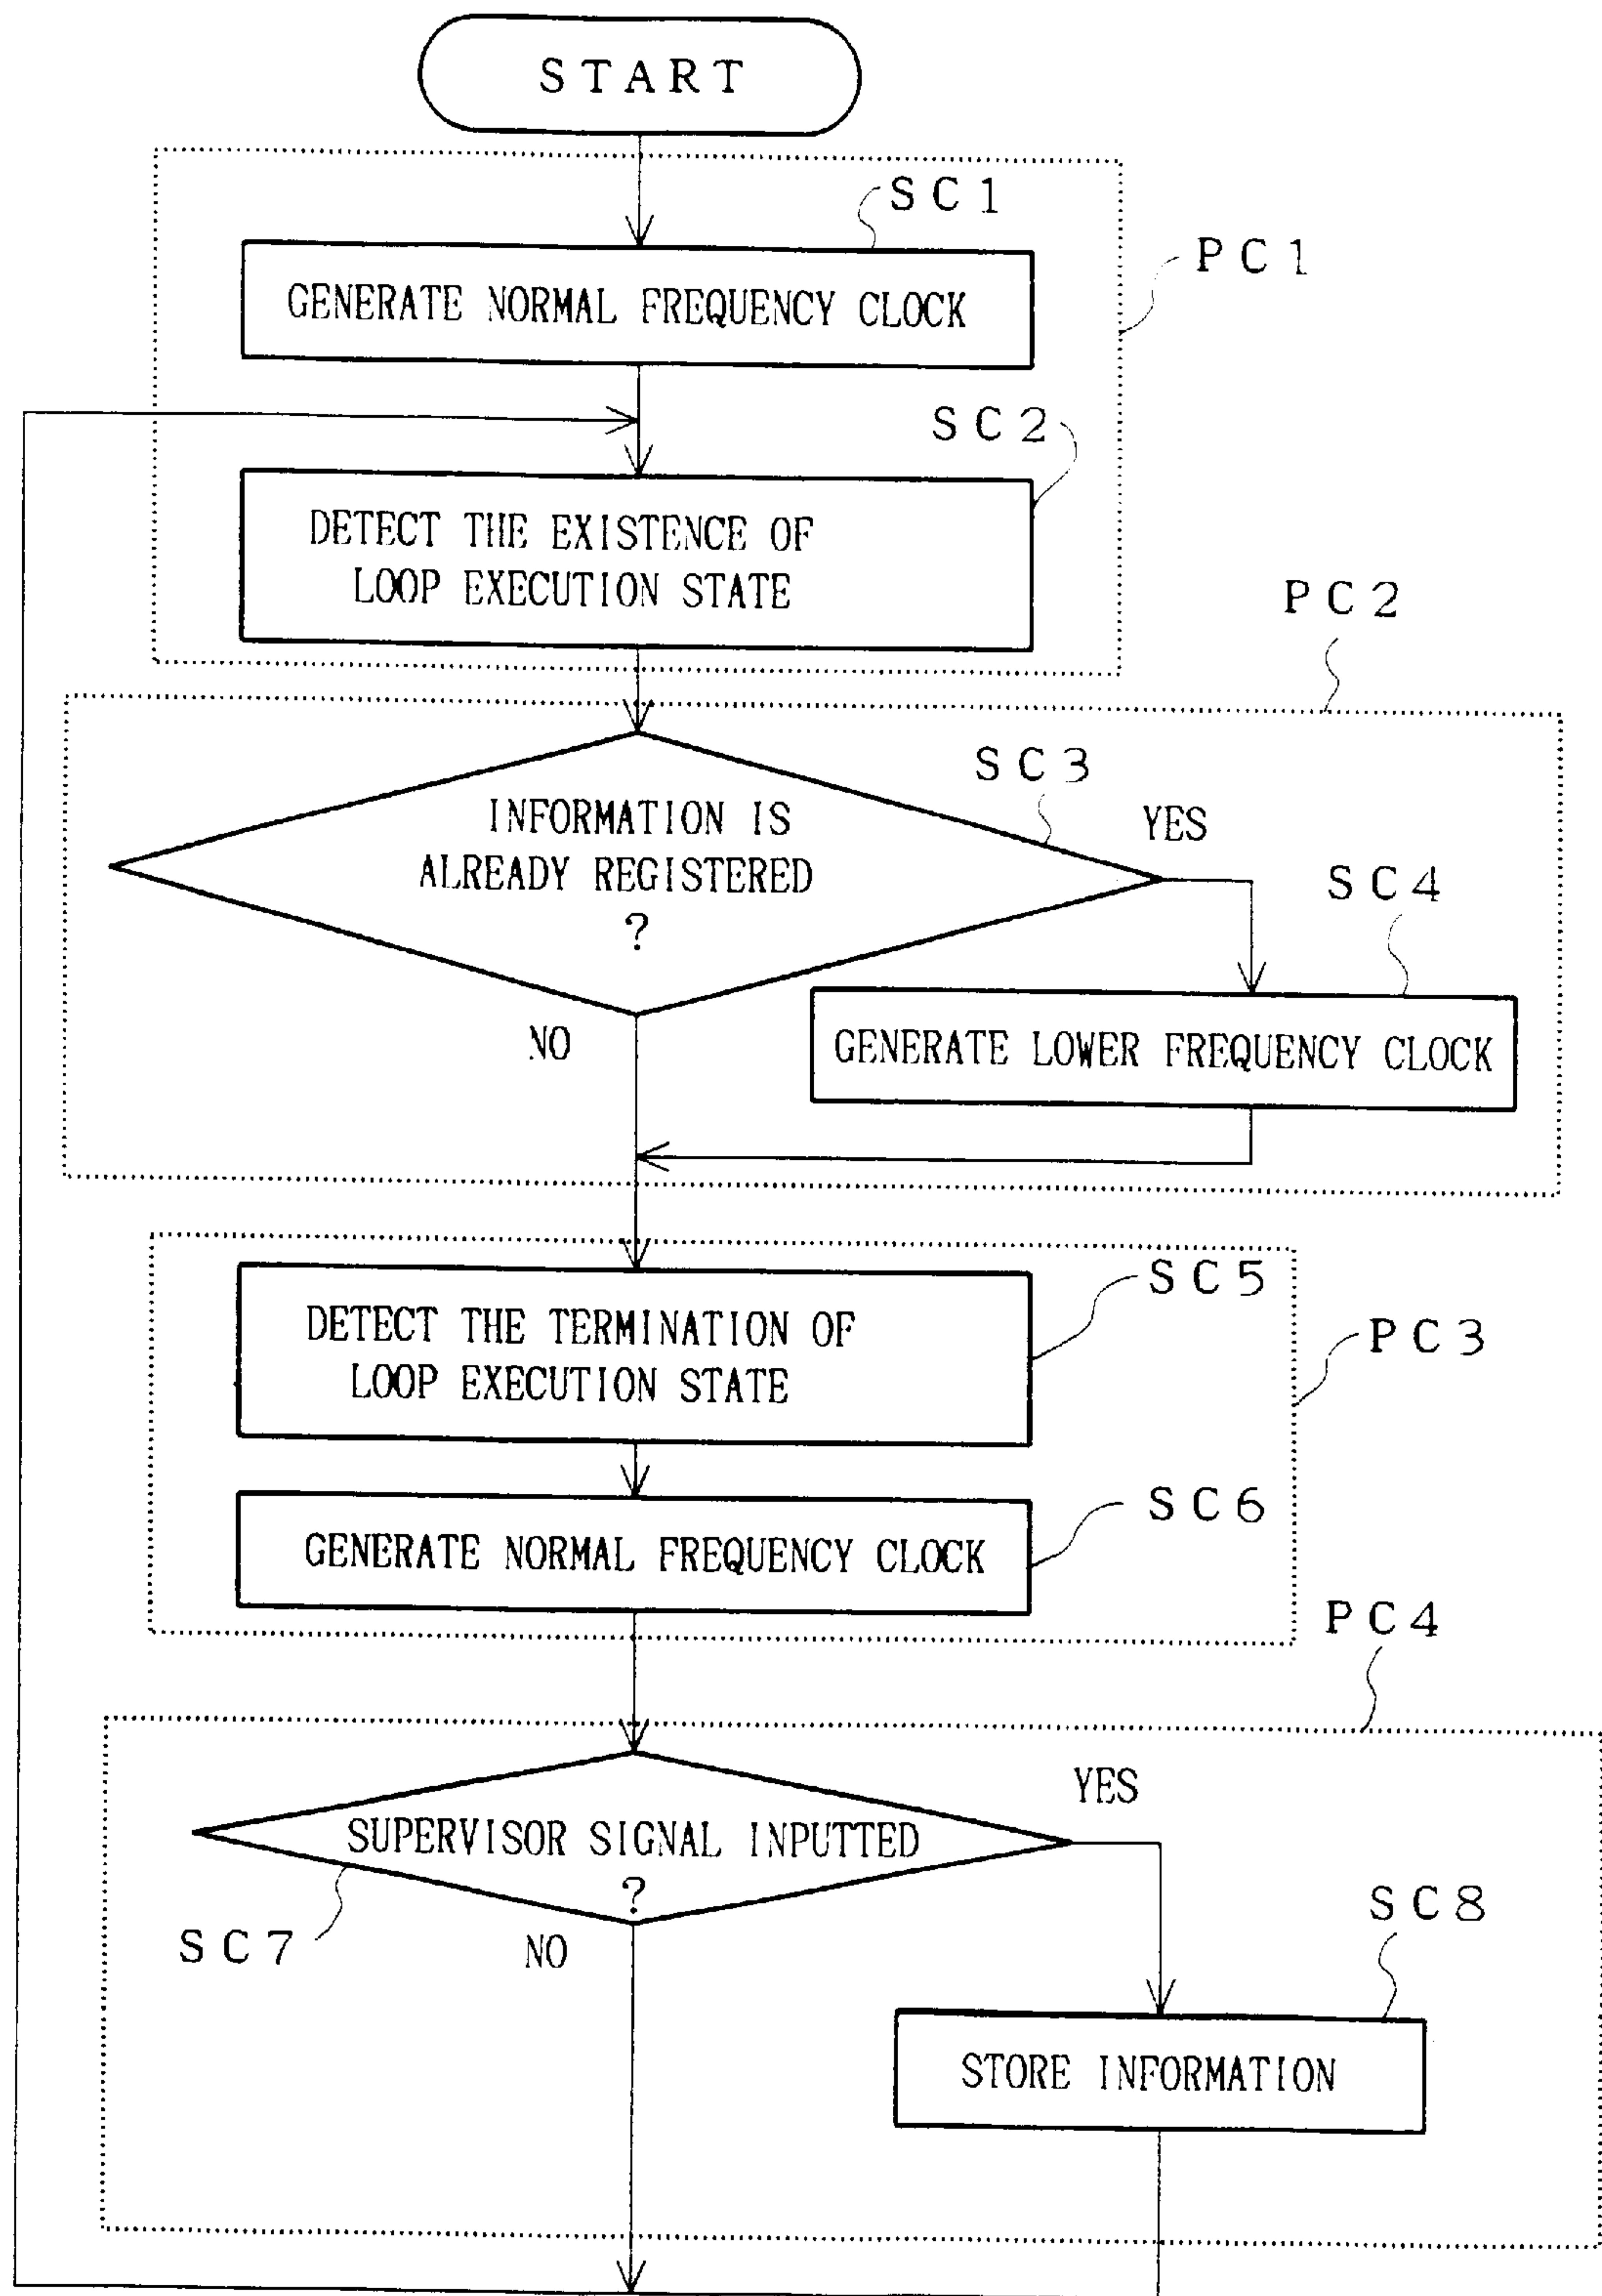 START
SC1
PC1
GENERATE NORMAL FREQUENCY CLOCK
SC2
DETECT THE EXISTENCE OF
LOOP EXECUTION STATE
PC2
SC3
YES
INFORMATION IS
ALREADY REGISTERED
?
SC4
NO
GENERATE LOWER FREQUENCY CLOCK
SC5
DETECT THE TERMINATION OF
LOOP EXECUTION STATE
PC3
SC6
GENERATE NORMAL FREQUENCY CLOCK
PC4
YES
SUPERVISOR SIGNAL INPUTTED
?
SC7
NO
SC8
STORE INFORMATION